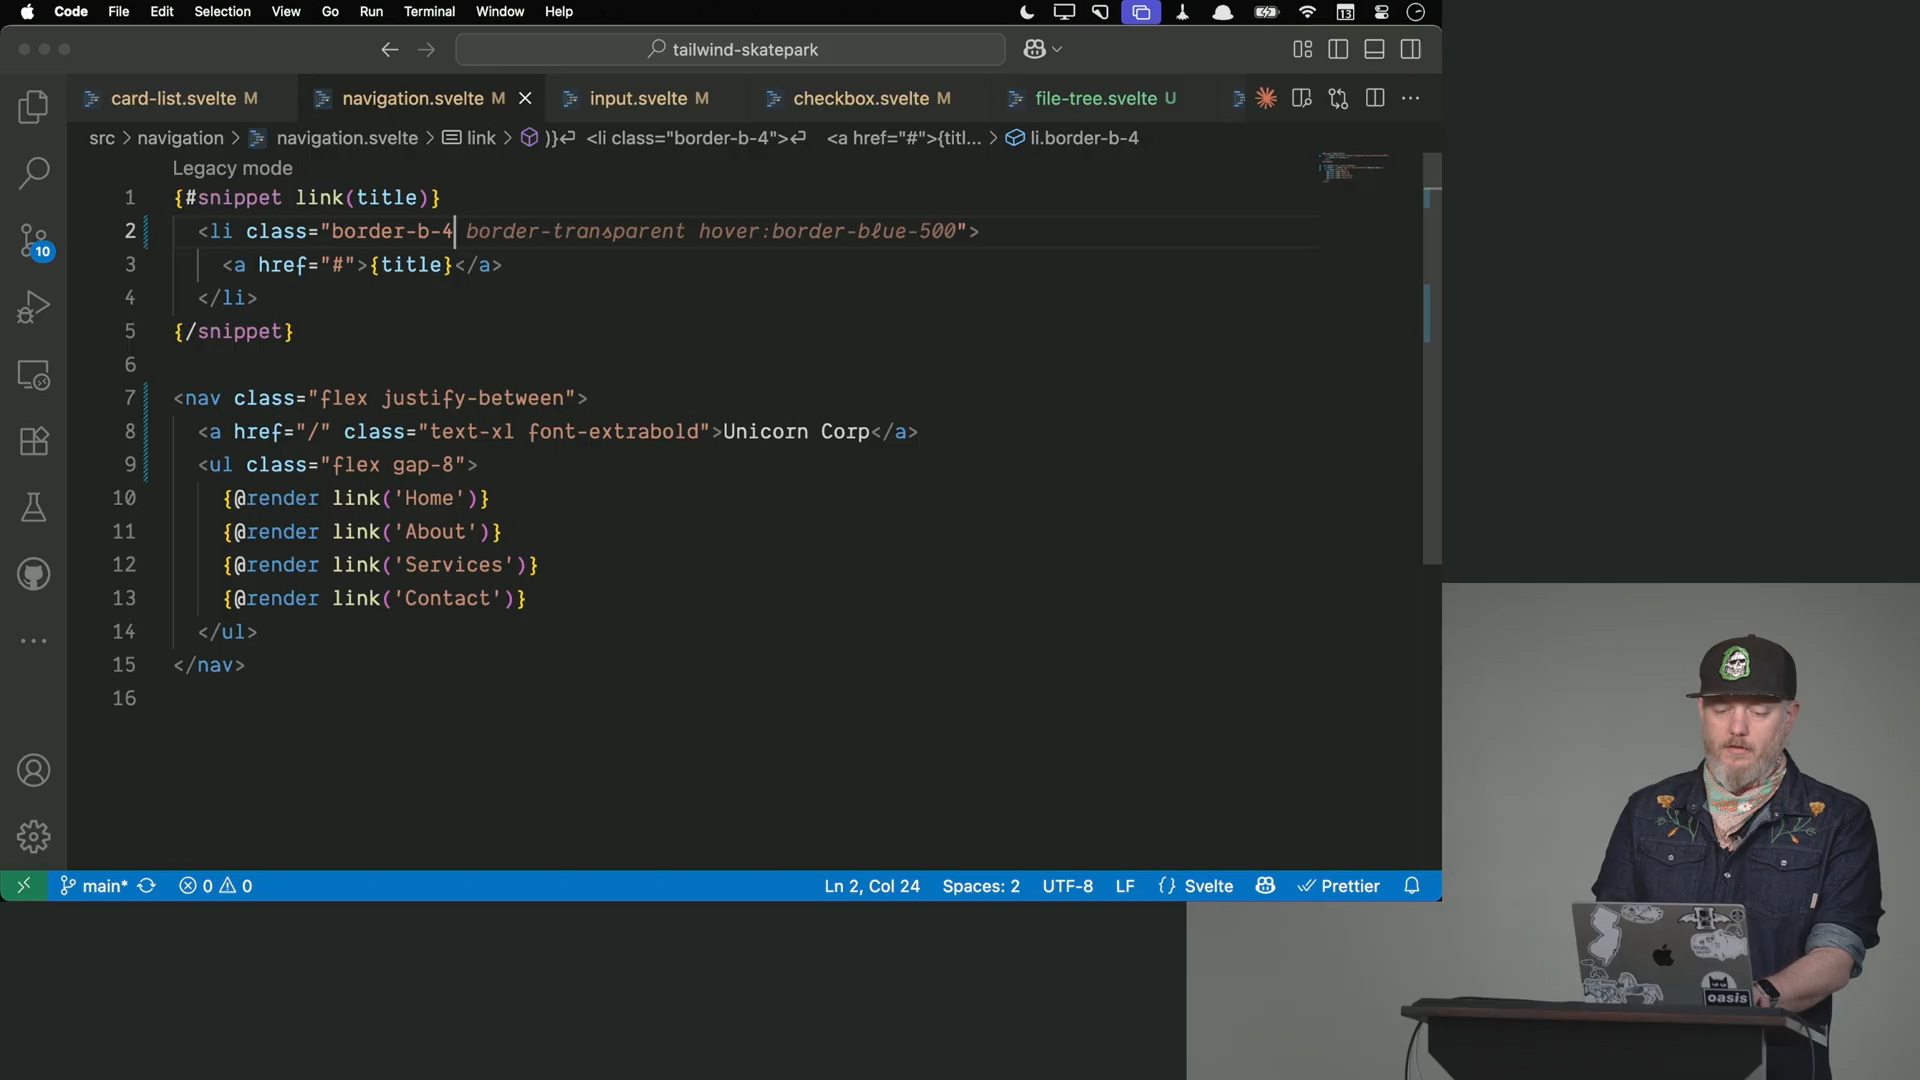 Code File Edit Selection View Go Run Terminal Window Help 13
tailwind-skatepark
card-list.svelte M navigation.svelte M input.svelte M checkbox.svelte M file-tree.svelte U
src > navigation > navigation.svelte > link > )}↵ <li class="border-b-4">↵ <a href="#">{titl... > li.border-b-4
Legacy mode
1 {#snippet link(title)}
2 <li class="border-b-4 border-transparent hover:border-blue-500">
3 <a href="#">{title}</a>
4 </li>
5 {/snippet}
6
7 <nav class="flex justify-between">
8 <a href="/" class="text-xl font-extrabold">Unicorn Corp</a>
9 <ul class="flex gap-8">
10 {@render link('Home')}
11 {@render link('About')}
12 {@render link('Services')}
13 {@render link('Contact')}
14 </ul>
15 </nav>
16
10
main* 0 0 Ln 2, Col 24 Spaces: 2 UTF-8 LF {} Svelte Prettier
oasis